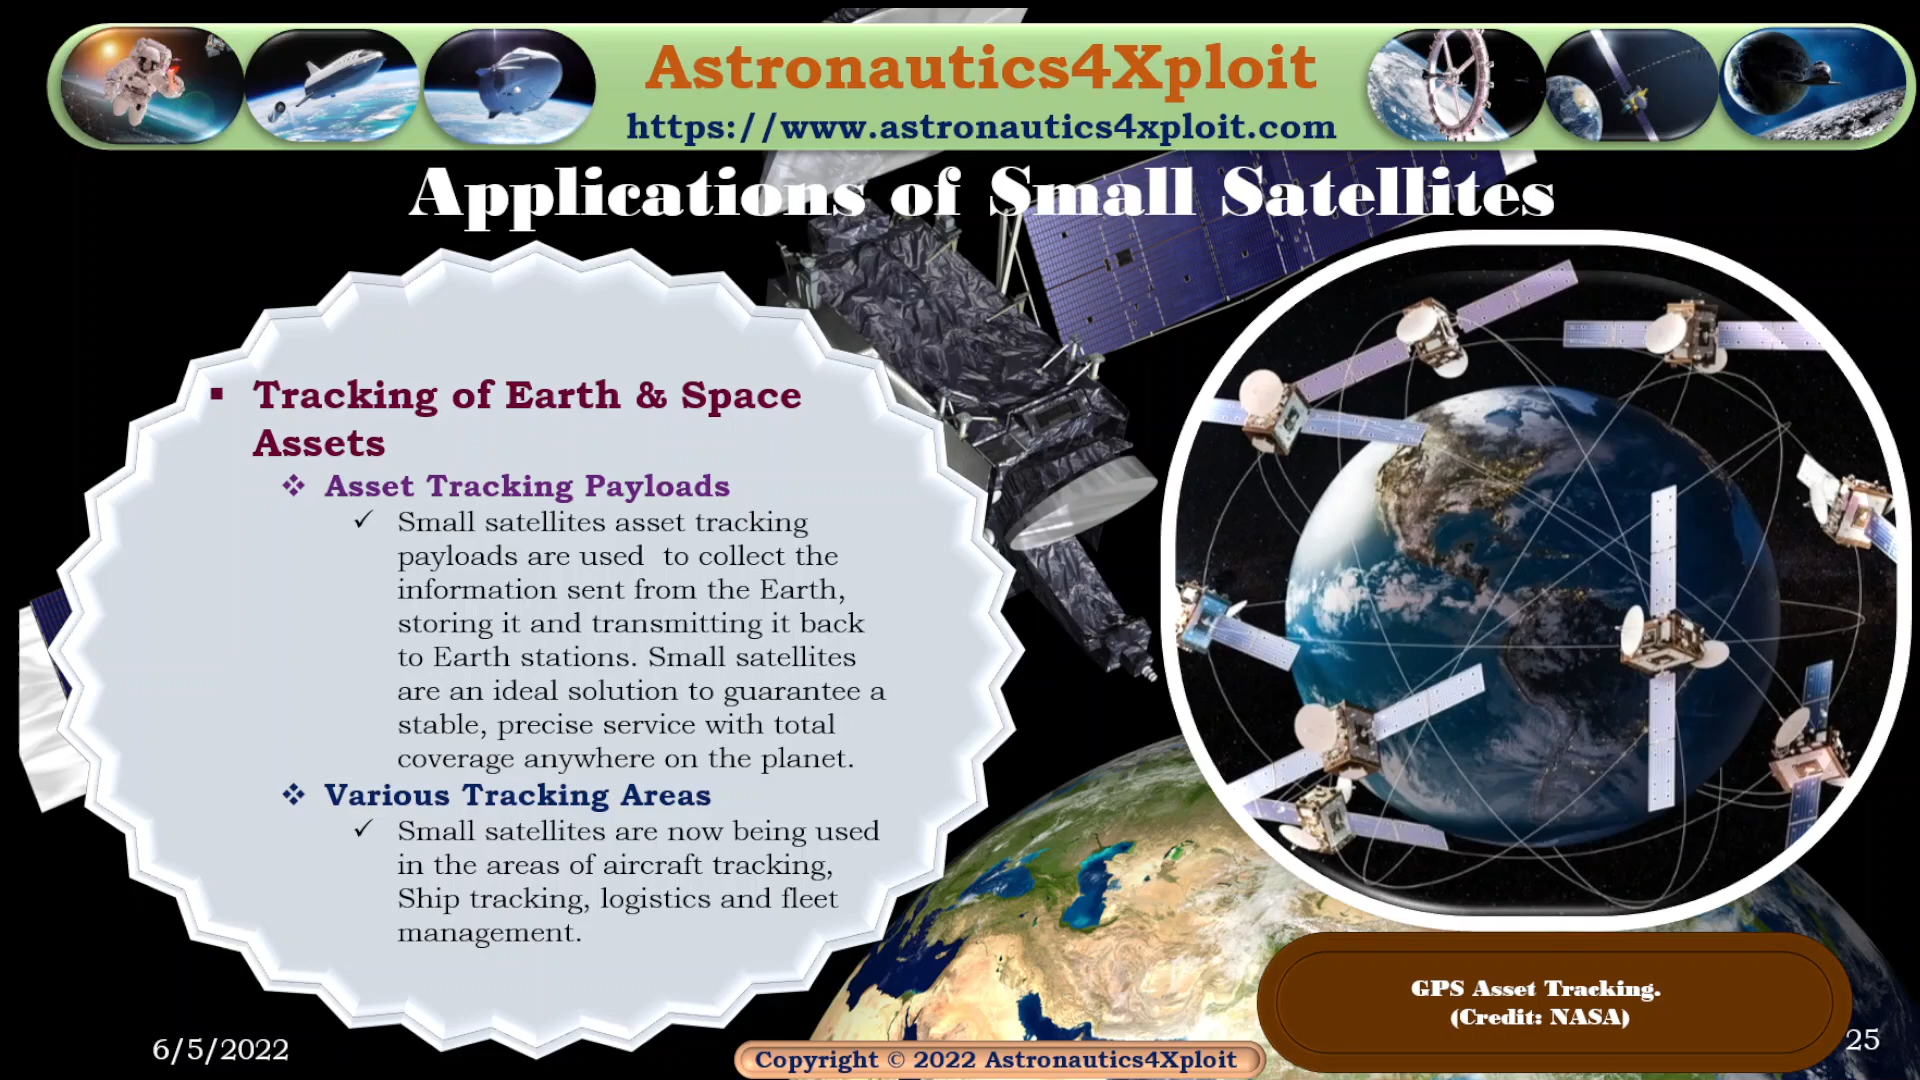 Astronautics4Xploit
https://www.astronautics4xploit.com
Applications of Small Satellites
▪ Tracking of Earth & Space
Assets
❖ Asset Tracking Payloads
✓ Small satellites asset tracking
payloads are used  to collect the
information sent from the Earth,
storing it and transmitting it back
to Earth stations. Small satellites
are an ideal solution to guarantee a
stable, precise service with total
coverage anywhere on the planet.
❖ Various Tracking Areas
✓ Small satellites are now being used
in the areas of aircraft tracking,
Ship tracking, logistics and fleet
management.
GPS Asset Tracking.
(Credit: NASA)
6/5/2022
Copyright © 2022 Astronautics4Xploit
25